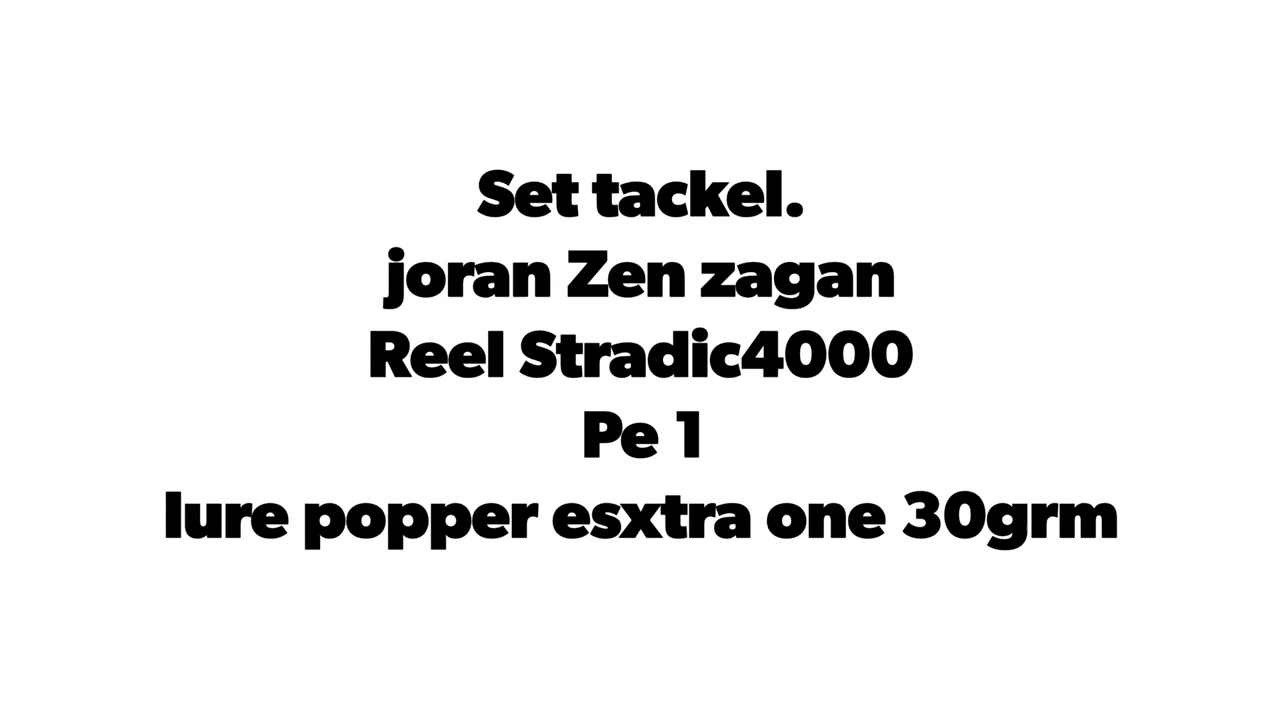 Set tackel.
joran Zen zagan
Reel Stradic4000
Pe 1
lure popper esxtra one 30grm